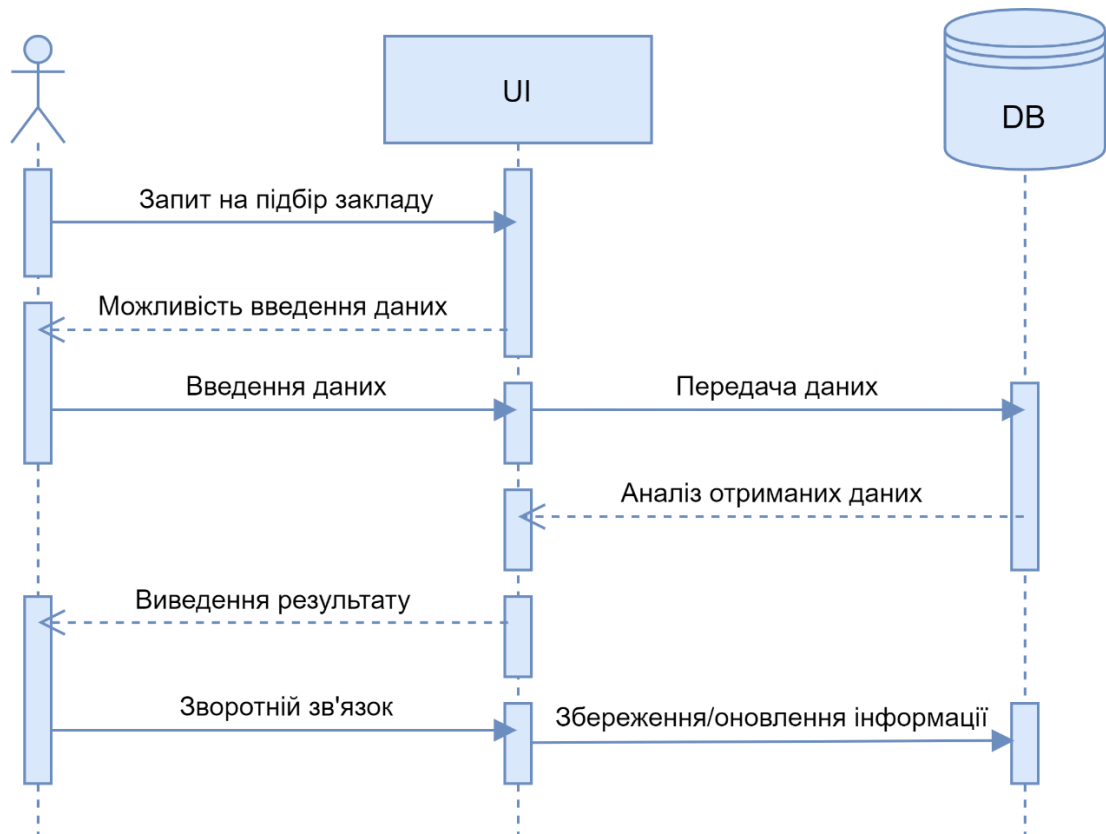 UI
DB
Запит на підбір закладу
Можливість введення даних
Введення даних
Передача даних
Аналіз отриманих даних
Виведення результату
Зворотній зв'язок
Збереження/оновлення інформації